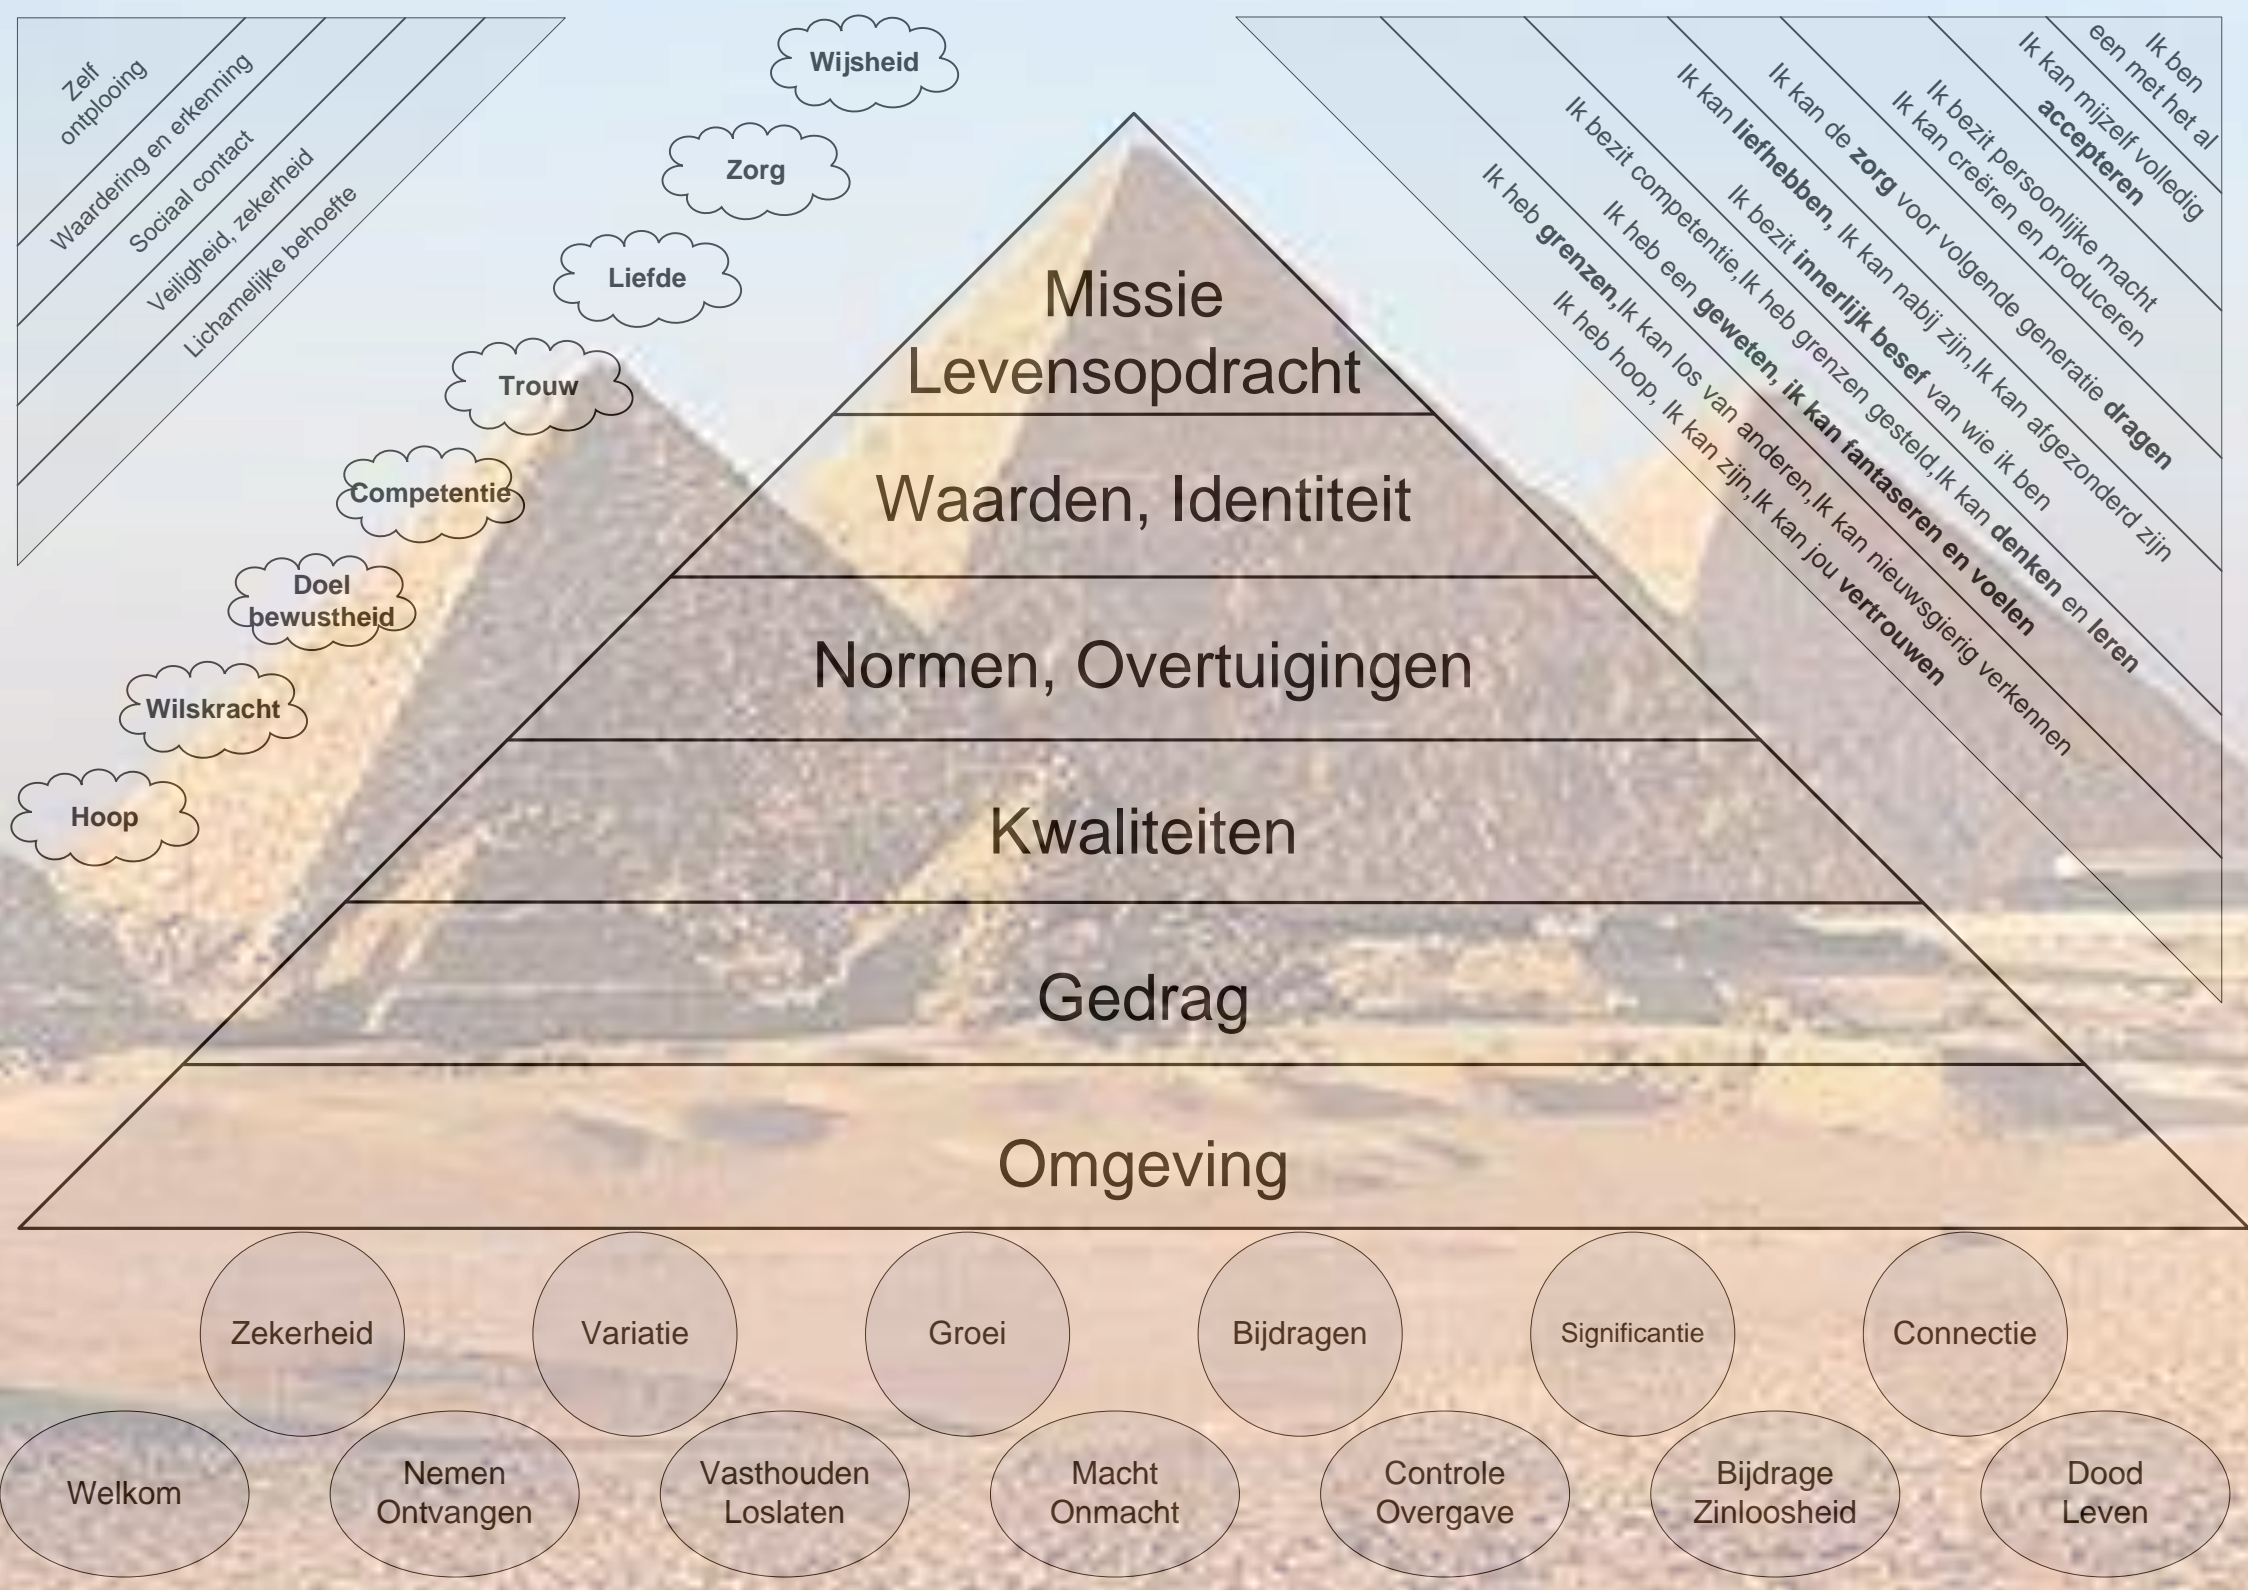 Zelf
ontplooing
Waardering en erkenning
Sociaal contact
Veiligheid, zekerheid
Lichamelijke behoefte
Wijsheid
Zorg
Liefde
Trouw
Competentie
Doel
bewustheid
Wilskracht
Hoop
Ik ben
een met het al
Ik kan mijzelf volledig
accepteren
Ik bezit persoonlijke macht
Ik kan creëren en produceren
Ik kan de zorg voor volgende generatie dragen
Ik kan liefhebben, Ik kan nabij zijn,Ik kan afgezonderd zijn
Ik bezit innerlijk besef van wie ik ben
Ik bezit competentie,Ik heb grenzen gesteld,Ik kan denken en leren
Ik heb een geweten, ik kan fantaseren en voelen
Ik heb grenzen,Ik kan los van anderen,Ik kan nieuwsgierig verkennen
Ik heb hoop, Ik kan zijn,Ik kan jou vertrouwen
Missie
Levensopdracht
Waarden, Identiteit
Normen, Overtuigingen
Kwaliteiten
Gedrag
Omgeving
Zekerheid
Variatie
Groei
Bijdragen
Significantie
Connectie
Welkom
Nemen
Ontvangen
Vasthouden
Loslaten
Macht
Onmacht
Controle
Overgave
Bijdrage
Zinloosheid
Dood
Leven